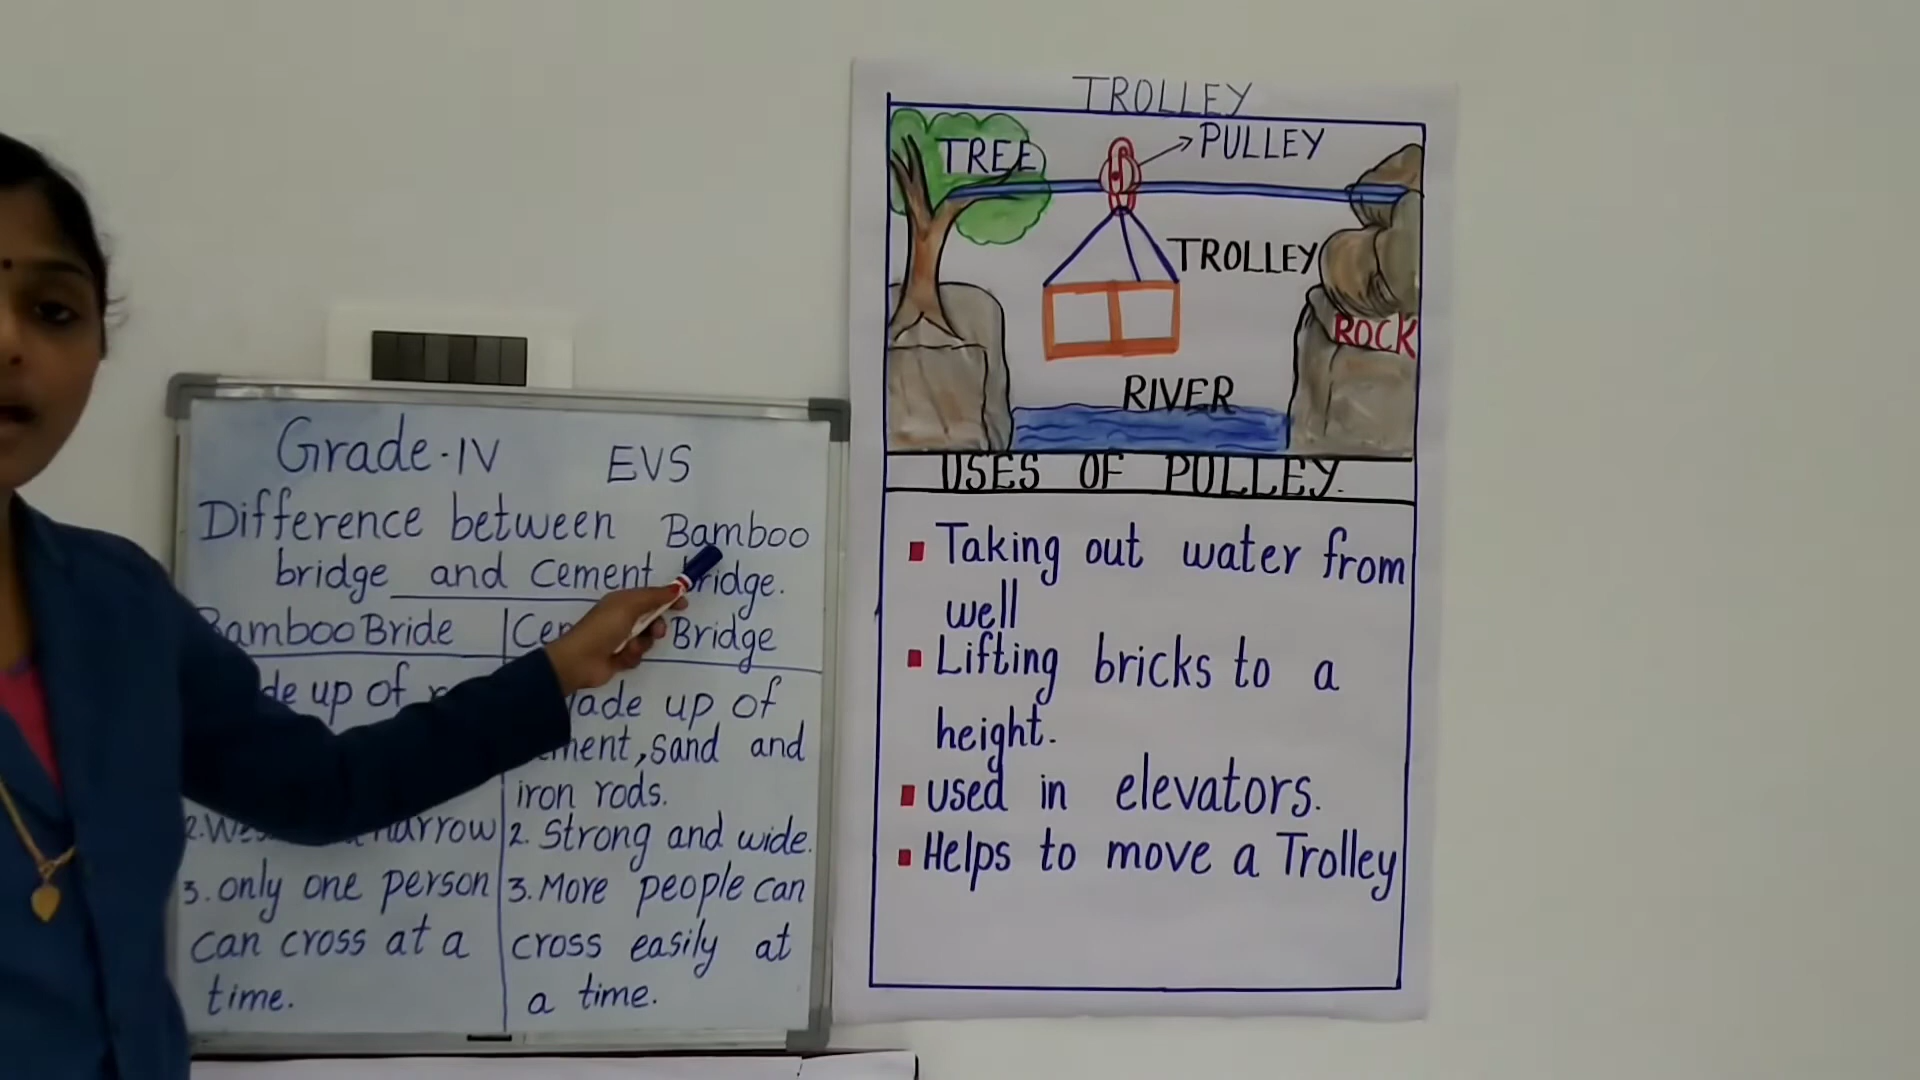 Grade-IV EVS
Difference between Bamboo
bridge and cement bridge.
Bamboo Bride
up of
narrow
3. only one person
can cross at a
time.
Bridge
Made up of
cement, sand and
iron rods.
2. Strong and wide.
3. More people can
cross easily at
a time.
TROLLEY
TREE
PULLEY
TROLLEY
ROCK
RIVER
USES OF PULLEY.
Taking out water from
well
Lifting bricks to a
height.
used in elevators.
Helps to move a Trolley